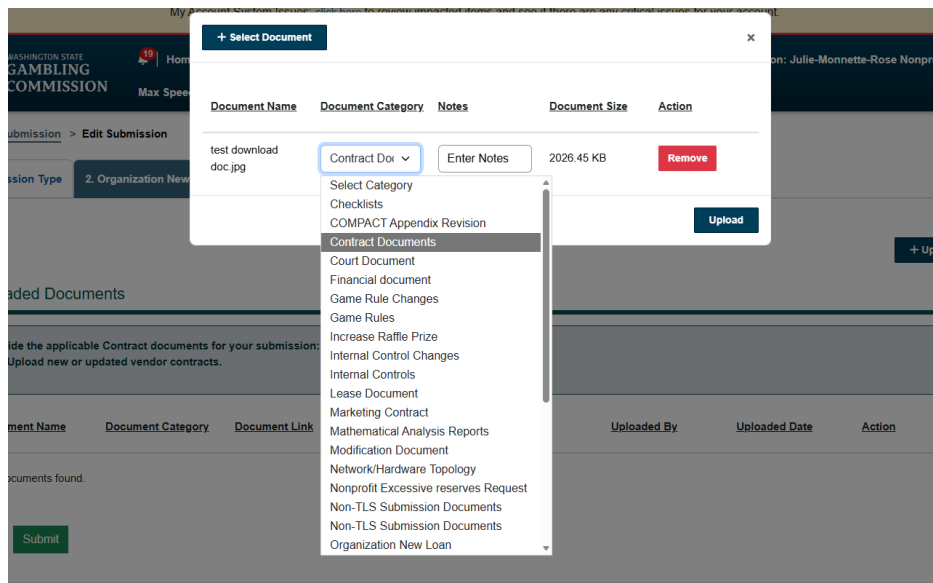 My Account System Issues: click here to review impacted items and see if there are any critical issues for your account.
+ Select Document
×
WASHINGTON STATE
GAMBLING
COMMISSION
19
Hom
Max Spee
on: Julie-Monnette-Rose Nonpr
ubmission > Edit Submission
ssion Type
2. Organization New
Document Name Document Category Notes Document Size Action
test download
doc.jpg
Contract Doc
Enter Notes
2026.45 KB
Remove
Upload
Select Category
Checklists
COMPACT Appendix Revision
Contract Documents
Court Document
Financial document
Game Rule Changes
Game Rules
Increase Raffle Prize
Internal Control Changes
Internal Controls
Lease Document
Marketing Contract
Mathematical Analysis Reports
Modification Document
Network/Hardware Topology
Nonprofit Excessive reserves Request
Non-TLS Submission Documents
Non-TLS Submission Documents
Organization New Loan
+ Up
aded Documents
ide the applicable Contract documents for your submission:
Upload new or updated vendor contracts.
ment Name Document Category Document Link Uploaded By Uploaded Date Action
ocuments found.
Submit